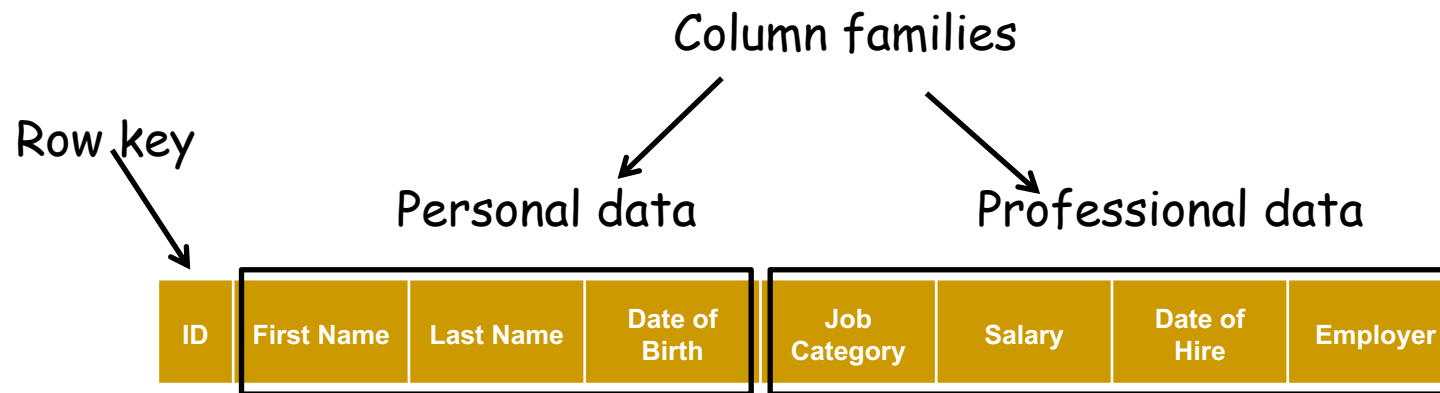 Column families
Row key
Personal data
Professional data
ID
First Name
Last Name
Date of
Birth
Job
Category
Salary
Date of
Hire
Employer